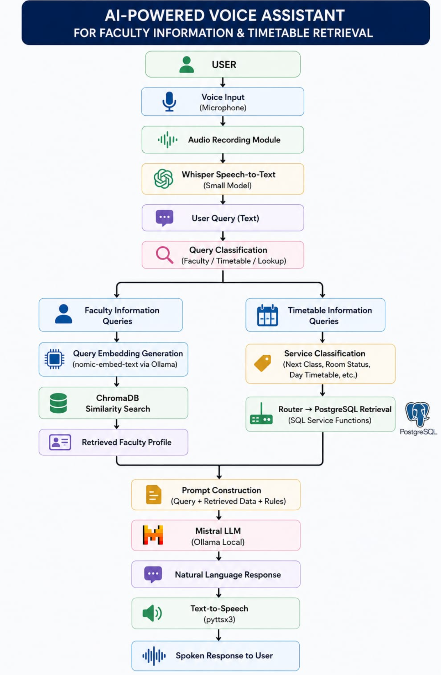 AI-POWERED VOICE ASSISTANT
FOR FACULTY INFORMATION & TIMETABLE RETRIEVAL
USER
Voice Input
(Microphone)
Audio Recording Module
Whisper Speech-to-Text
(Small Model)
User Query (Text)
Query Classification
(Faculty / Timetable / Lookup)
Faculty Information
Queries
Query Embedding Generation
(nomic-embed-text via Ollama)
ChromaDB
Similarity Search
Retrieved Faculty Profile
Timetable Information
Queries
Service Classification
(Next Class, Room Status,
Day Timetable, etc.)
Router → PostgreSQL Retrieval
(SQL Service Functions)
PostgreSQL
Prompt Construction
(Query + Retrieved Data + Rules)
Mistral LLM
(Ollama Local)
Natural Language Response
Text-to-Speech
(pyttsx3)
Spoken Response to User